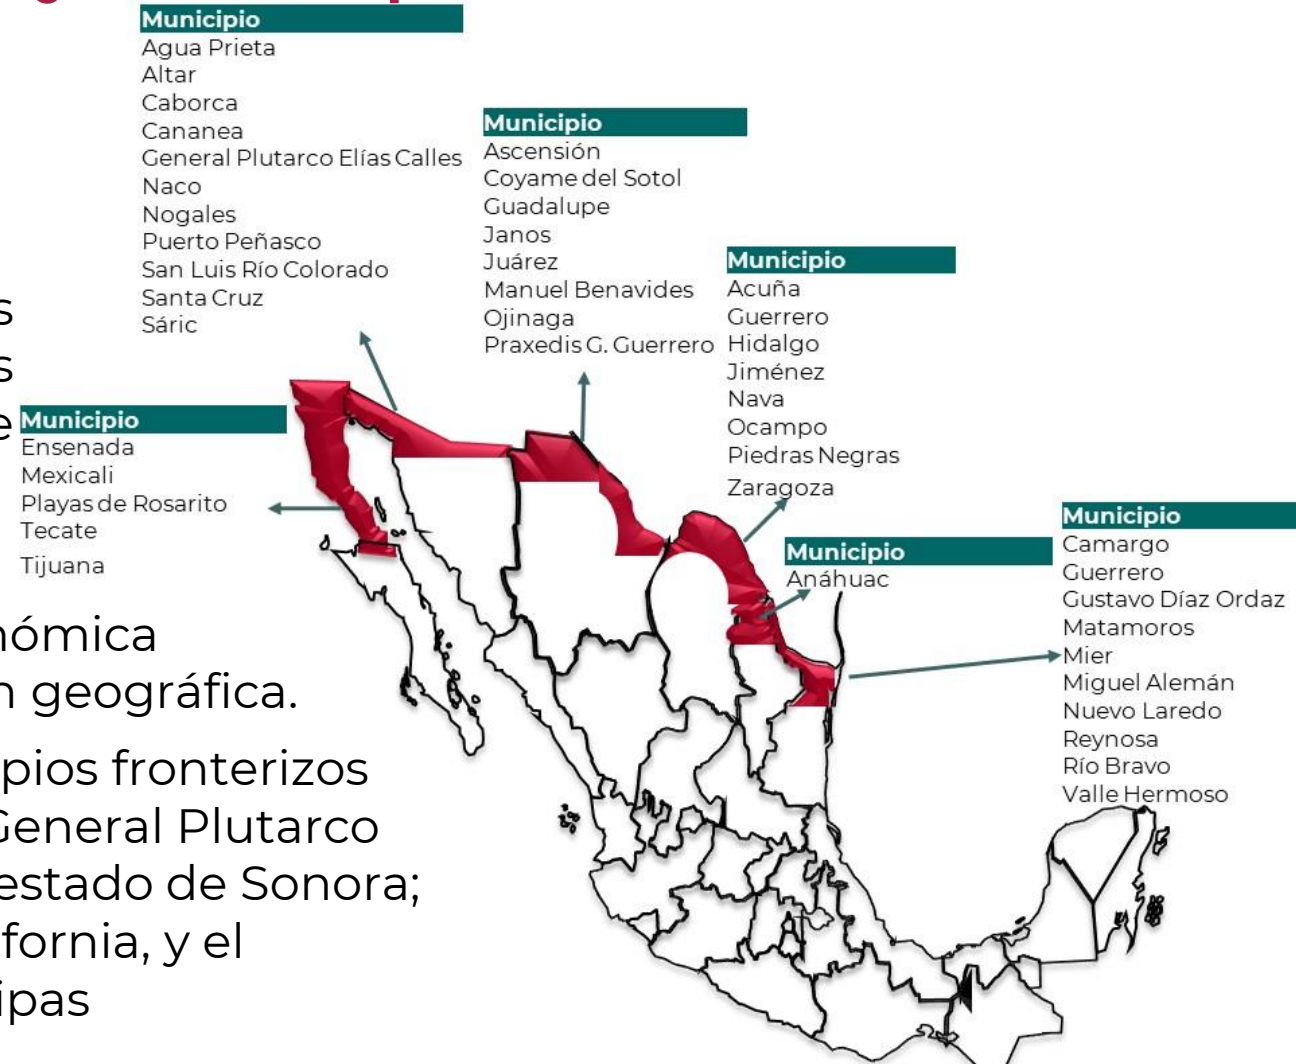 Municipio
Agua Prieta
Altar
Caborca
Cananea
General Plutarco Elías Calles
Naco
Nogales
Puerto Peñasco
San Luis Río Colorado
Santa Cruz
Sáric
Municipio
Ascensión
Coyame del Sotol
Guadalupe
Janos
Juárez
Manuel Benavides
Ojinaga
Praxedis G. Guerrero
Municipio
Acuña
Guerrero
Hidalgo
Jiménez
Nava
Ocampo
Piedras Negras
Zaragoza
s
s
e
Municipio
Ensenada
Mexicali
Playas de Rosarito
Tecate
Tijuana
Municipio
Anáhuac
Municipio
Camargo
Guerrero
Gustavo Díaz Ordaz
Matamoros
Mier
Miguel Alemán
Nuevo Laredo
Reynosa
Río Bravo
Valle Hermoso
nómica
n geográfica.
pios fronterizos
General Plutarco
estado de Sonora;
ifornia, y el
ipas